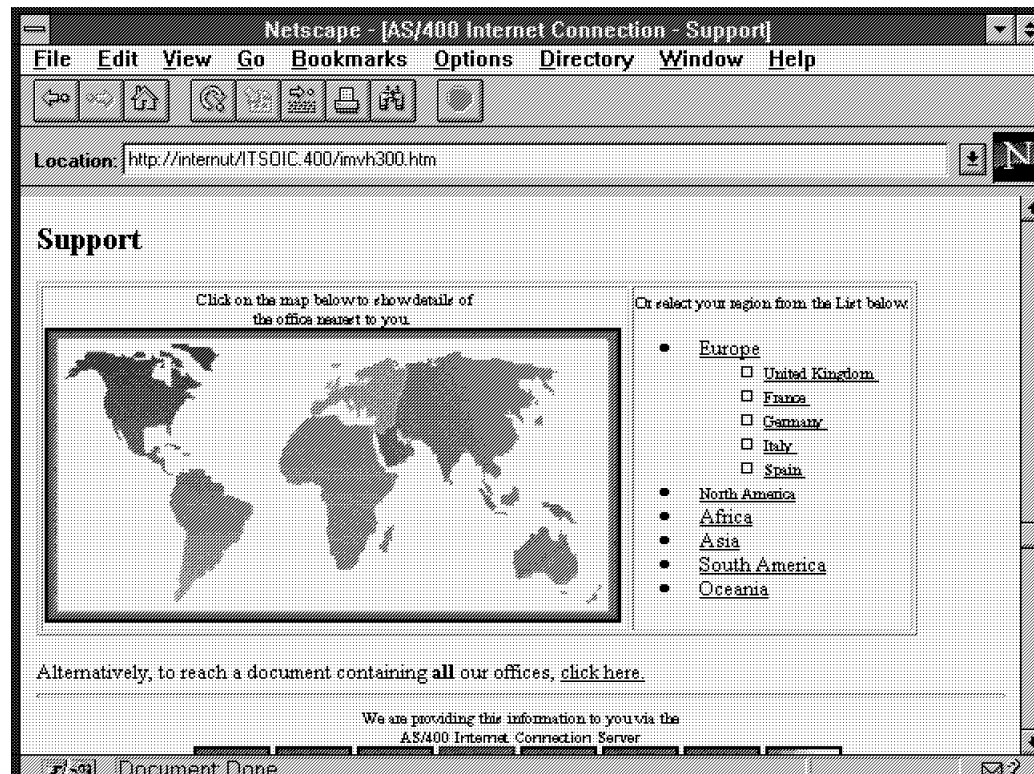 Netscape - [AS/400 Internet Connection - Support]
File Edit View Go Bookmarks Options Directory Window Help
Location: http://internut/ITSOIC.400/imvh300.htm
N
Support
Click on the map below to show details of
the office nearest to you.
Or select your region from the List below:
Europe
United Kingdom
France
Germany
Italy
Spain
North America
Africa
Asia
South America
Oceania
Alternatively, to reach a document containing all our offices, click here.
We are providing this information to you via the
AS/400 Internet Connection Server
Document: Done